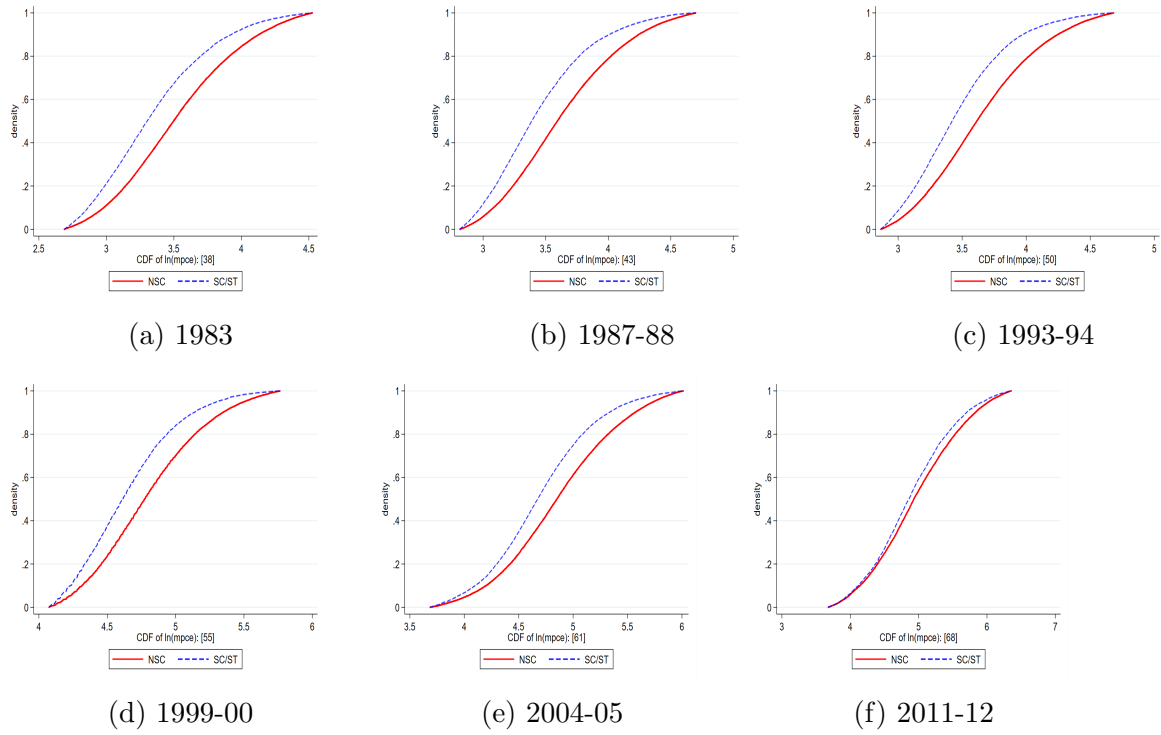 density
1
.8
.6
.4
.2
0
2.5 3 3.5 4 4.5
CDF of ln(mpce): [38]
NSC SC/ST
(a) 1983
density
1
.8
.6
.4
.2
0
3 3.5 4 4.5 5
CDF of ln(mpce): [43]
NSC SC/ST
(b) 1987-88
density
1
.8
.6
.4
.2
0
3 3.5 4 4.5 5
CDF of ln(mpce): [50]
NSC SC/ST
(c) 1993-94
density
1
.8
.6
.4
.2
0
4 4.5 5 5.5 6
CDF of ln(mpce): [55]
NSC SC/ST
(d) 1999-00
density
1
.8
.6
.4
.2
0
3.5 4 4.5 5 5.5 6
CDF of ln(mpce): [61]
NSC SC/ST
(e) 2004-05
density
1
.8
.6
.4
.2
0
3 4 5 6 7
CDF of ln(mpce): [68]
NSC SC/ST
(f) 2011-12